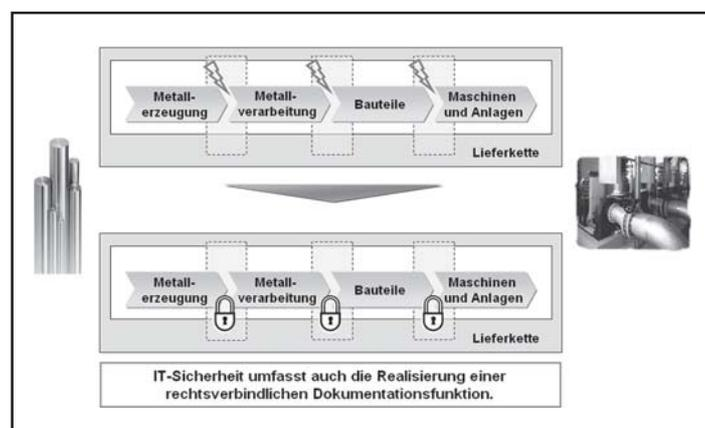 Metall-
erzeugung
Metall-
verarbeitung
Bauteile
Maschinen
und Anlagen
Lieferkette
Metall-
erzeugung
Metall-
verarbeitung
Bauteile
Maschinen
und Anlagen
Lieferkette
IT-Sicherheit umfasst auch die Realisierung einer
rechtsverbindlichen Dokumentationsfunktion.